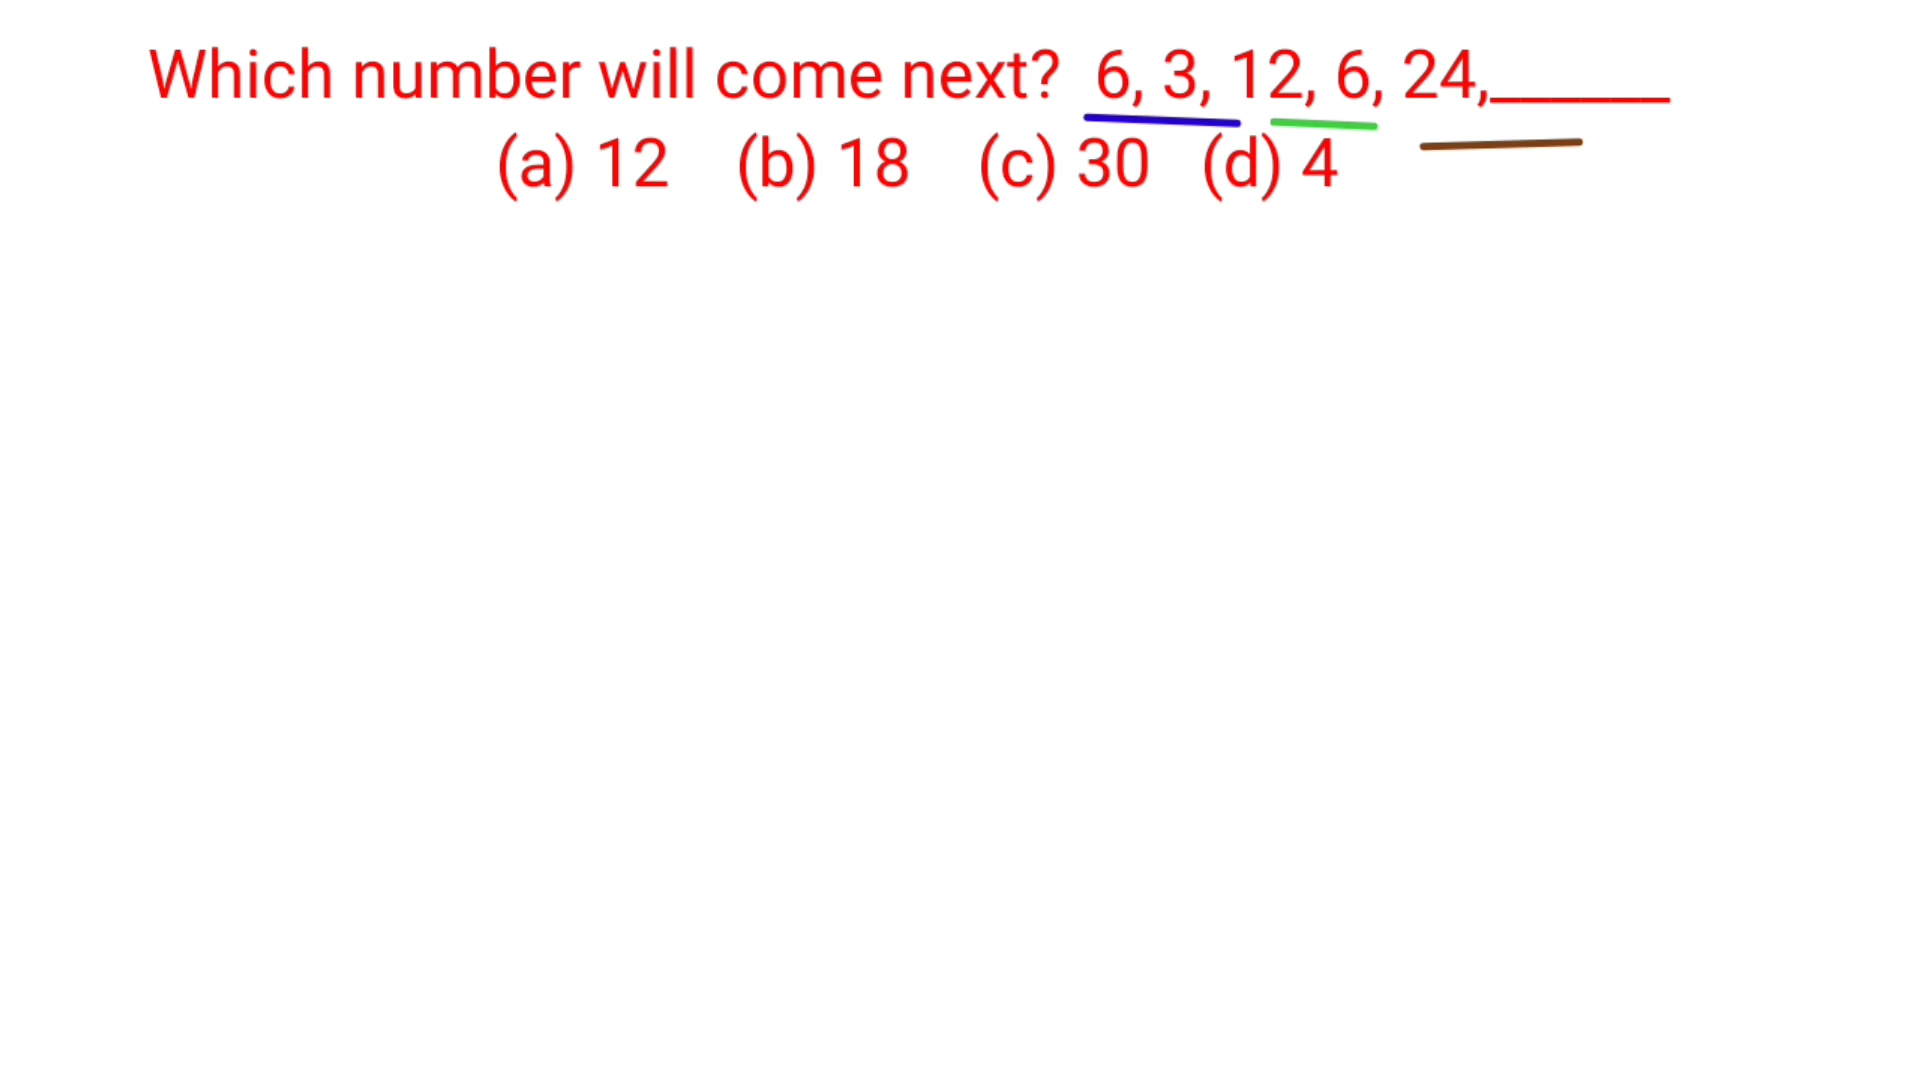 Which number will come next? 6, 3, 12, 6, 24,______
(a) 12 (b) 18 (c) 30 (d) 4